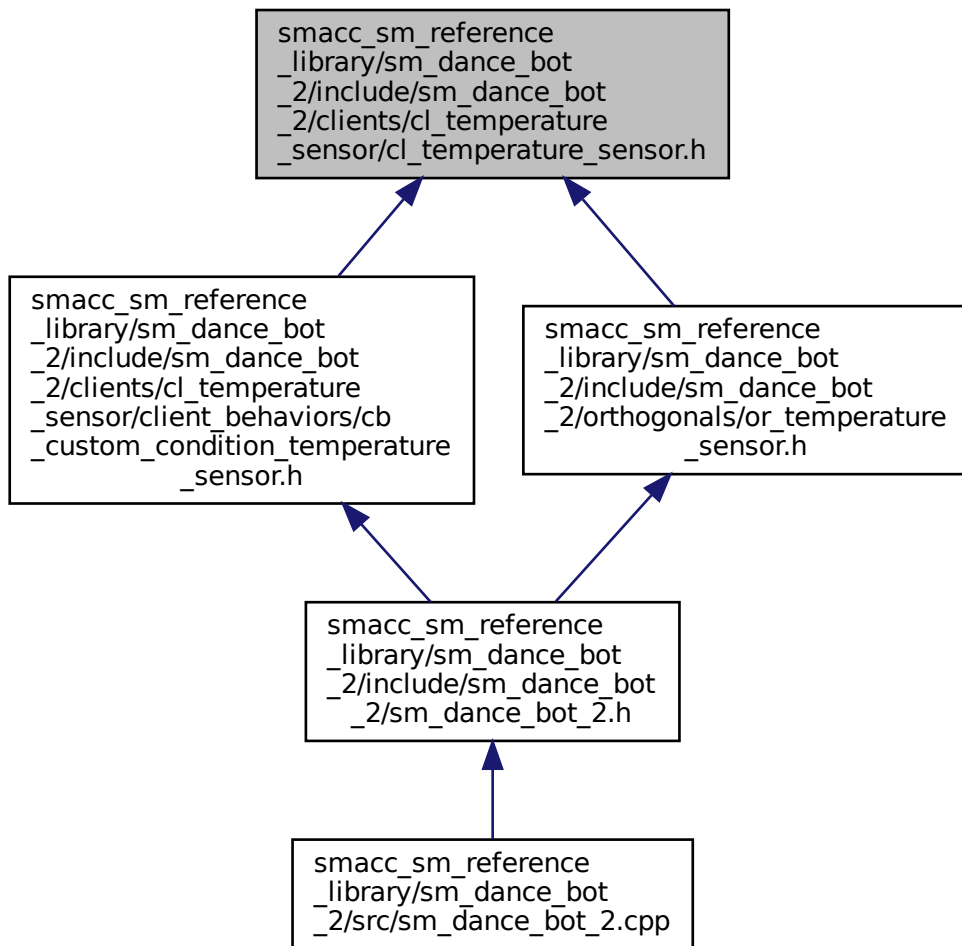 smacc_sm_reference
_library/sm_dance_bot
_2/include/sm_dance_bot
_2/clients/cl_temperature
_sensor/cl_temperature_sensor.h
smacc_sm_reference
_library/sm_dance_bot
_2/include/sm_dance_bot
_2/clients/cl_temperature
_sensor/client_behaviors/cb
_custom_condition_temperature
_sensor.h
smacc_sm_reference
_library/sm_dance_bot
_2/include/sm_dance_bot
_2/orthogonals/or_temperature
_sensor.h
smacc_sm_reference
_library/sm_dance_bot
_2/include/sm_dance_bot
_2/sm_dance_bot_2.h
smacc_sm_reference
_library/sm_dance_bot
_2/src/sm_dance_bot_2.cpp